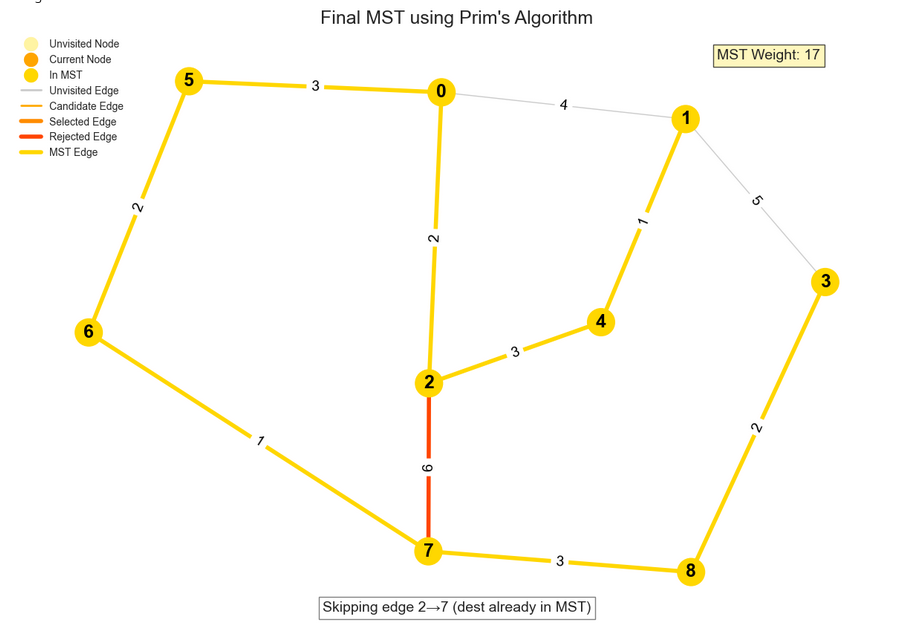 Final MST using Prim's Algorithm
MST Weight: 17
Unvisited Node
Current Node
In MST
Unvisited Edge
Candidate Edge
Selected Edge
Rejected Edge
MST Edge
5
3
0
4
1
2
2
1
5
3
6
4
3
2
1
6
2
7
3
8
Skipping edge 2→7 (dest already in MST)